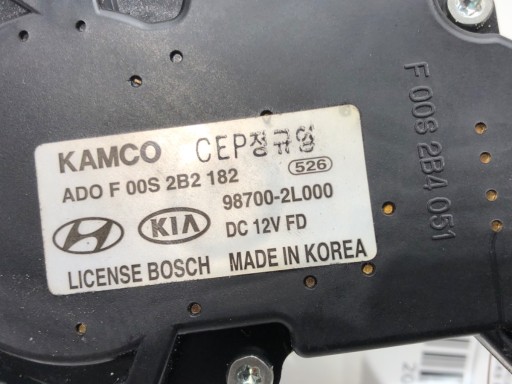 KAMCO CEP정규영
ADO F 00S 2B2 182 526
98700-2L000
KIA DC 12V FD
LICENSE BOSCH MADE IN KOREA
F 00S 2B4 051